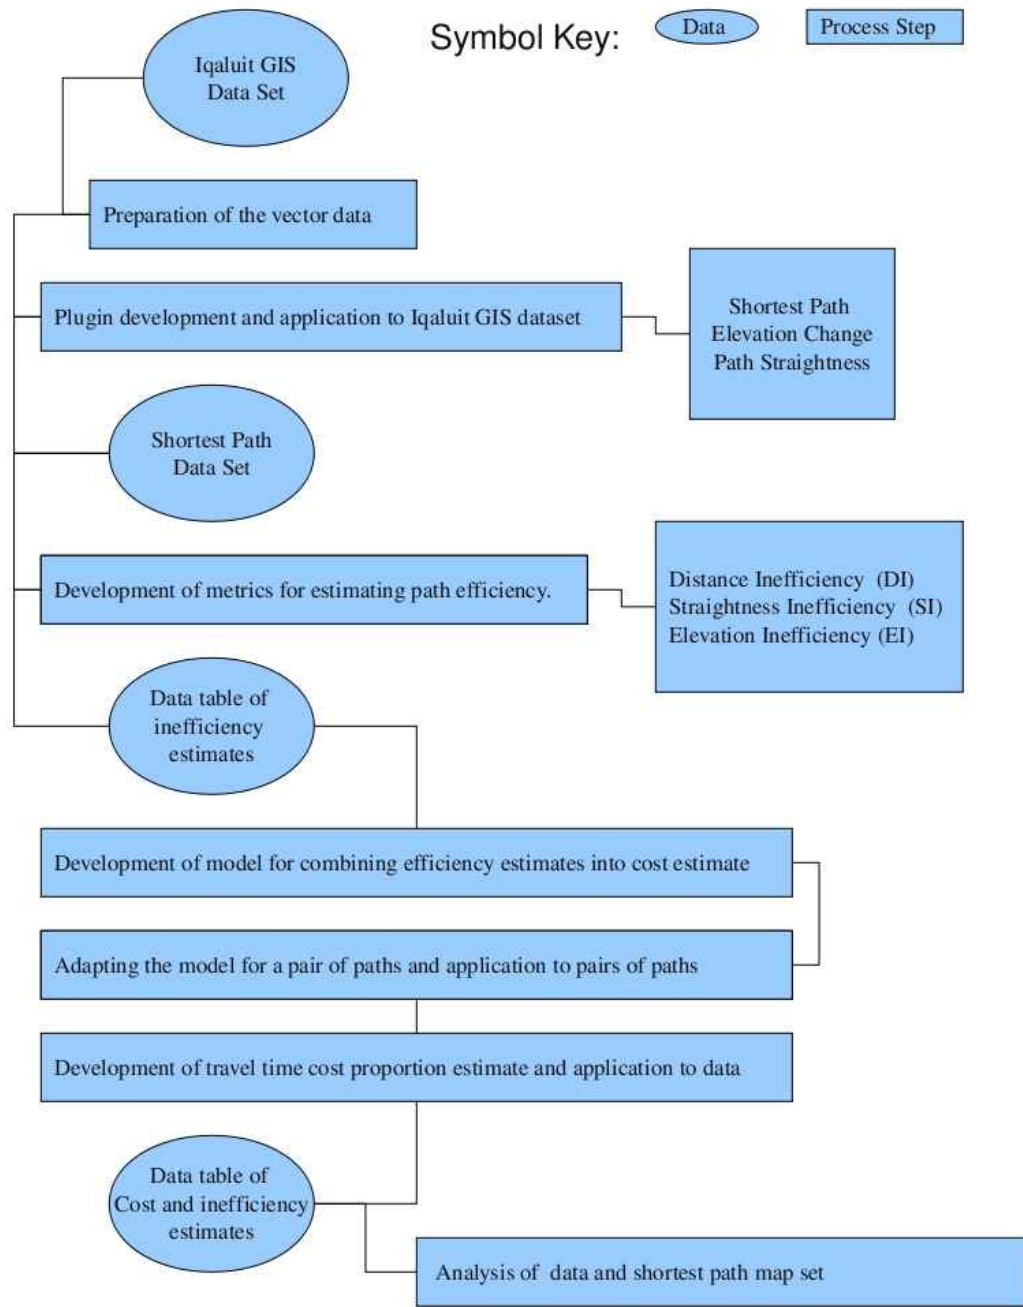 Symbol Key:
Data
Process Step
Iqaluit GIS
Data Set
Preparation of the vector data
Plugin development and application to Iqaluit GIS dataset
Shortest Path
Elevation Change
Path Straightness
Shortest Path
Data Set
Development of metrics for estimating path efficiency.
Distance Inefficiency (DI)
Straightness Inefficiency (SI)
Elevation Inefficiency (EI)
Data table of
inefficiency
estimates
Development of model for combining efficiency estimates into cost estimate
Adapting the model for a pair of paths and application to pairs of paths
Development of travel time cost proportion estimate and application to data
Data table of
Cost and inefficiency
estimates
Analysis of data and shortest path map set